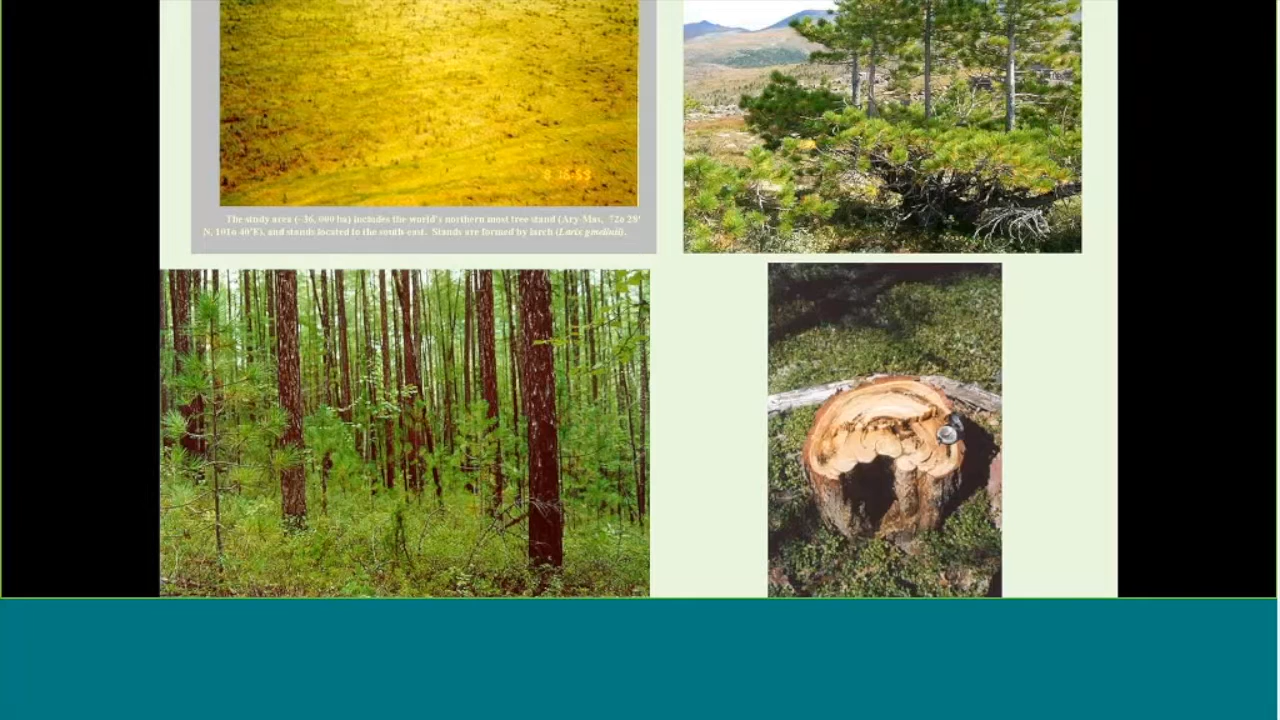 The study area (~36, 000 ha) includes the world's northern most tree stand (Ary-Mas, 72o 28'
N, 101o 40'E), and stands located to the south-east. Stands are formed by larch (Larix gmelinii).